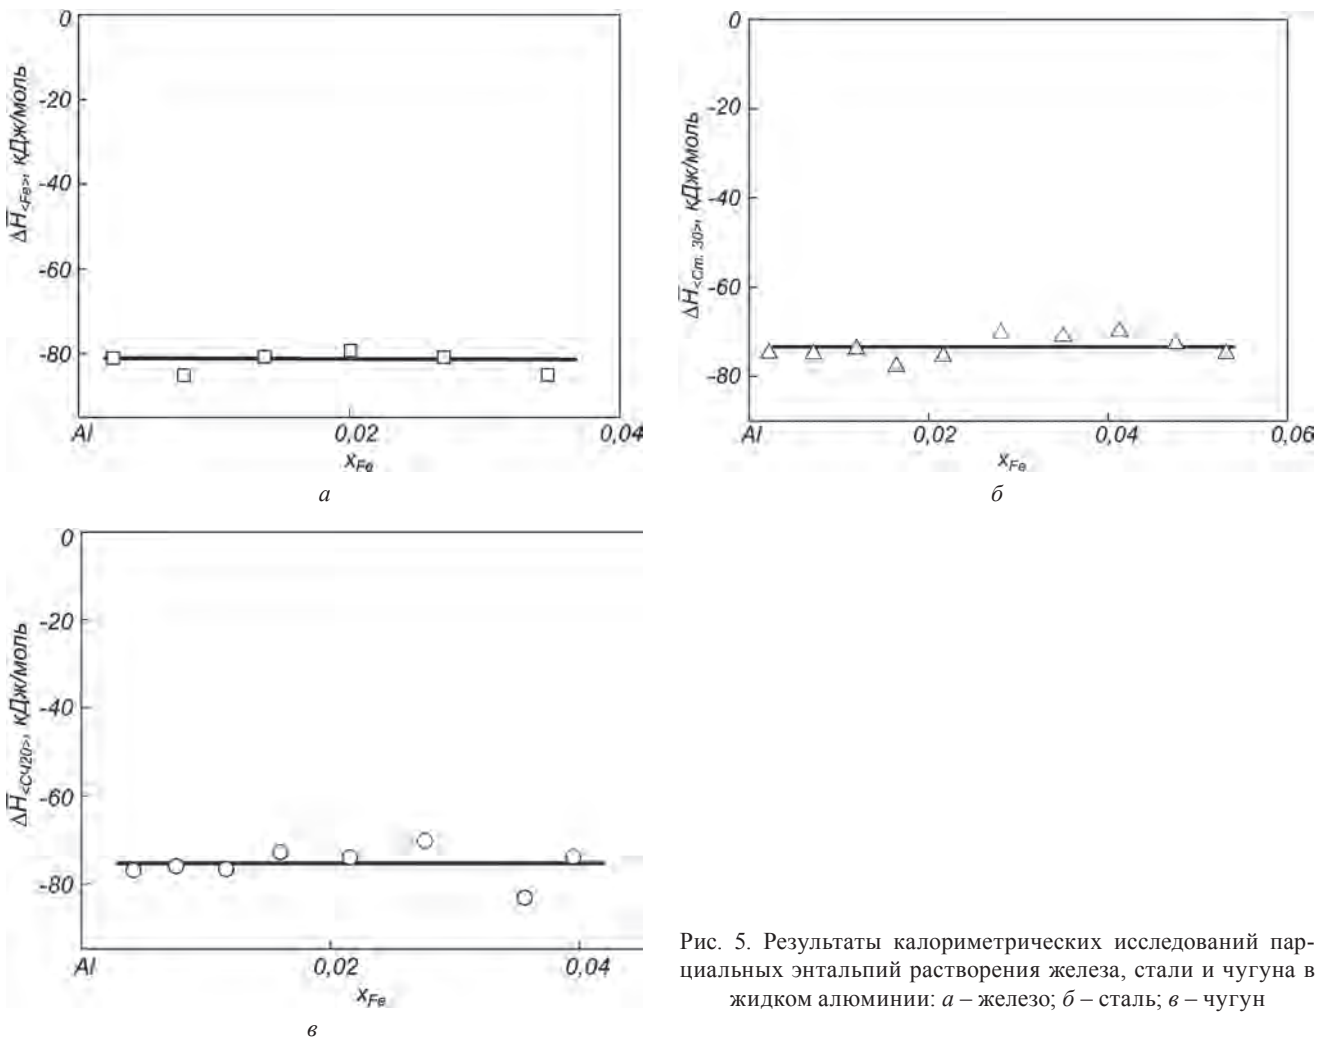 0
-20
-40
-60
-80
ΔH̅<Fe>, кДж/моль
Al 0,02 0,04
xFe
а
0
-20
-40
-60
-80
ΔH̅<Ст. 30>, кДж/моль
Al 0,02 0,04 0,06
xFe
б
0
-20
-40
-60
-80
ΔH̅<СЧ20>, кДж/моль
Al 0,02 0,04
xFe
в
Рис. 5. Результаты калориметрических исследований пар-
циальных энтальпий растворения железа, стали и чугуна в
жидком алюминии: а – железо; б – сталь; в – чугун